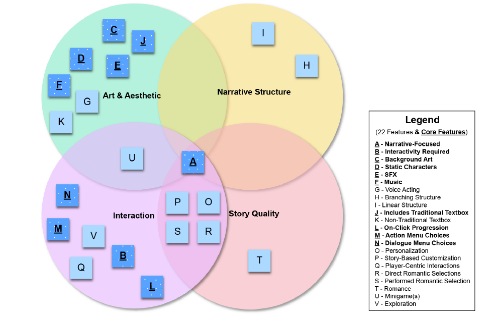 C
J
I
D
E
H
F
Art & Aesthetic
Narrative Structure
G
K
U
A
N
P
O
Interaction
Story Quality
M
V
S
R
B
T
Q
L
Legend
(22 Features & Core Features)
A - Narrative-Focused
B - Interactivity Required
C - Background Art
D - Static Characters
E - SFX
F - Music
G - Voice Acting
H - Branching Structure
I - Linear Structure
J - Includes Traditional Textbox
K - Non-Traditional Textbox
L - On-Click Progression
M - Action Menu Choices
N - Dialogue Menu Choices
O - Personalization
P - Story-Based Customization
Q - Player-Centric Interactions
R - Direct Romantic Selections
S - Performed Romantic Selection
T - Romance
U - Minigame(s)
V - Exploration